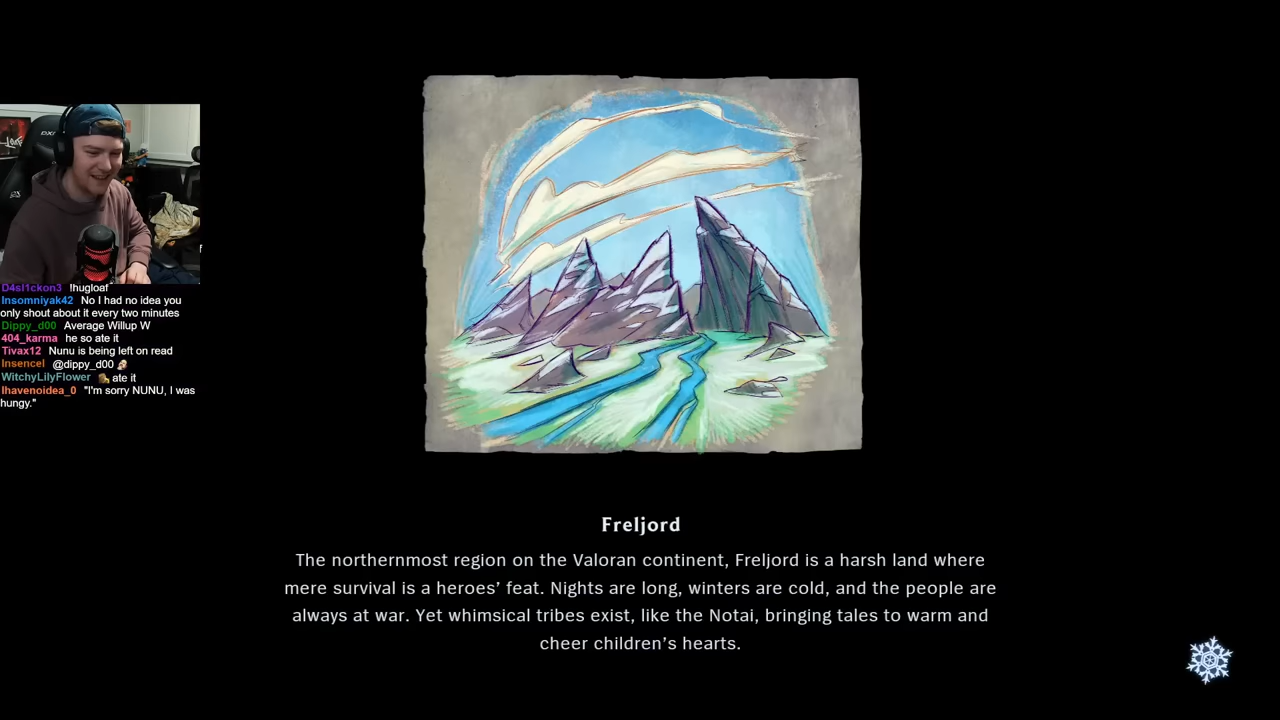 D4sl1ckon3 !hugloaf
Insomniyak42 No I had no idea you
only shout about it every two minutes
Dippy_d00 Average Willup W
404_karma he so ate it
Tivax12 Nunu is being left on read
Insencel @dippy_d00
WitchyLilyFlower ate it
Ihavenoidea_0 "I'm sorry NUNU, I was
hungy."
Freljord
The northernmost region on the Valoran continent, Freljord is a harsh land where
mere survival is a heroes’ feat. Nights are long, winters are cold, and the people are
always at war. Yet whimsical tribes exist, like the Notai, bringing tales to warm and
cheer children’s hearts.